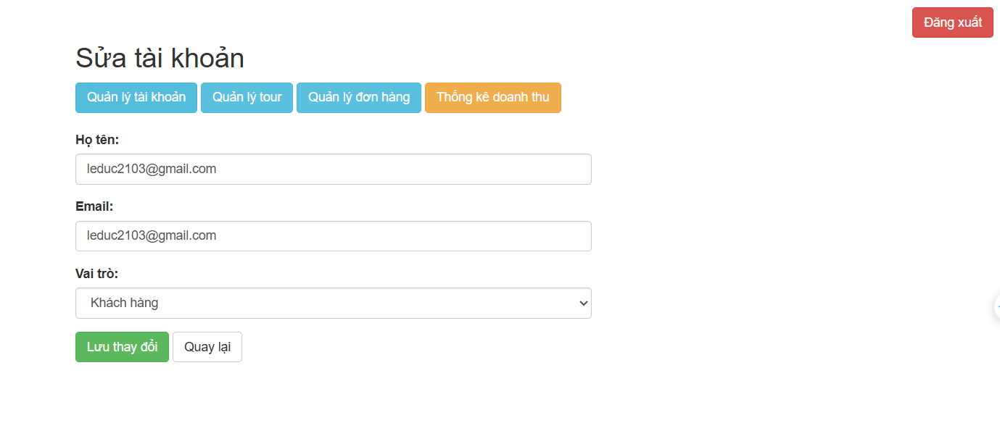 Đăng xuất
Sửa tài khoản
Quản lý tài khoản Quản lý tour Quản lý đơn hàng Thống kê doanh thu
Họ tên:
leduc2103@gmail.com
Email:
leduc2103@gmail.com
Vai trò:
Khách hàng
Lưu thay đổi Quay lại